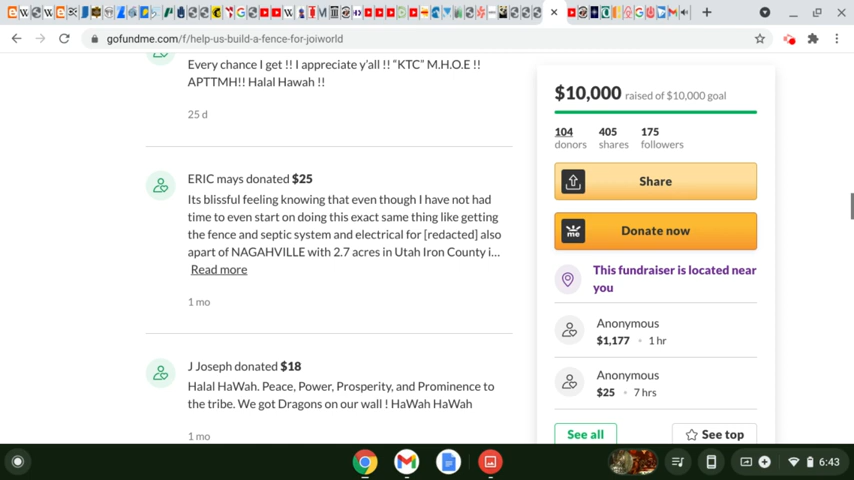 gofundme.com/f/help-us-build-a-fence-for-joiworld
Every chance I get !! I appreciate y'all !! "KTC" M.H.O.E !!
APTTMH!! Halal Hawah !!
25 d
ERIC mays donated $25
Its blissful feeling knowing that even though I have not had
time to even start on doing this exact same thing like getting
the fence and septic system and electrical for [redacted] also
apart of NAGAHVILLE with 2.7 acres in Utah Iron County i...
Read more
1 mo
J Joseph donated $18
Halal HaWah. Peace, Power, Prosperity, and Prominence to
the tribe. We got Dragons on our wall ! HaWah HaWah
1 mo
$10,000 raised of $10,000 goal
104 405 175
donors shares followers
Share
Donate now
This fundraiser is located near
you
Anonymous
$1,177 • 1 hr
Anonymous
$25 • 7 hrs
See all See top
6:43